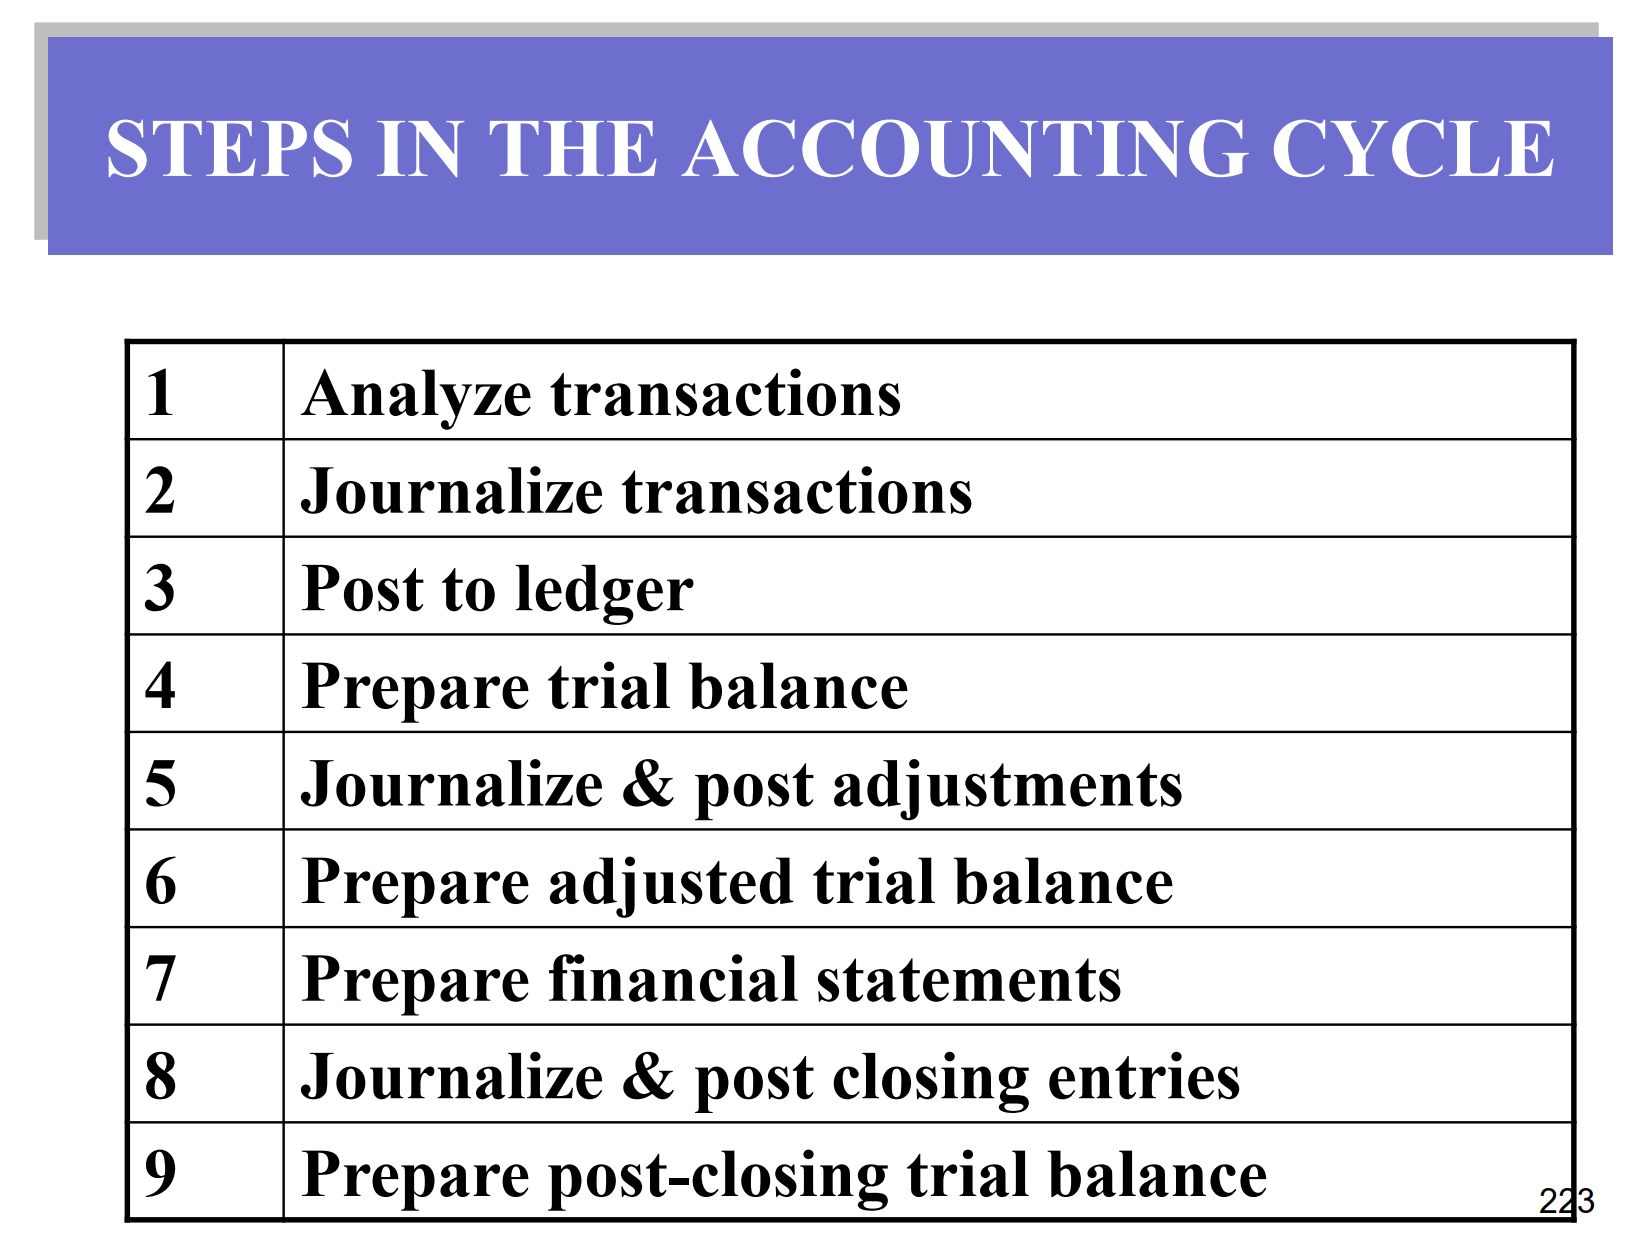 STEPS IN THE ACCOUNTING CYCLE
1 Analyze transactions
2 Journalize transactions
3 Post to ledger
4 Prepare trial balance
5 Journalize & post adjustments
6 Prepare adjusted trial balance
7 Prepare financial statements
8 Journalize & post closing entries
9 Prepare post-closing trial balance
223